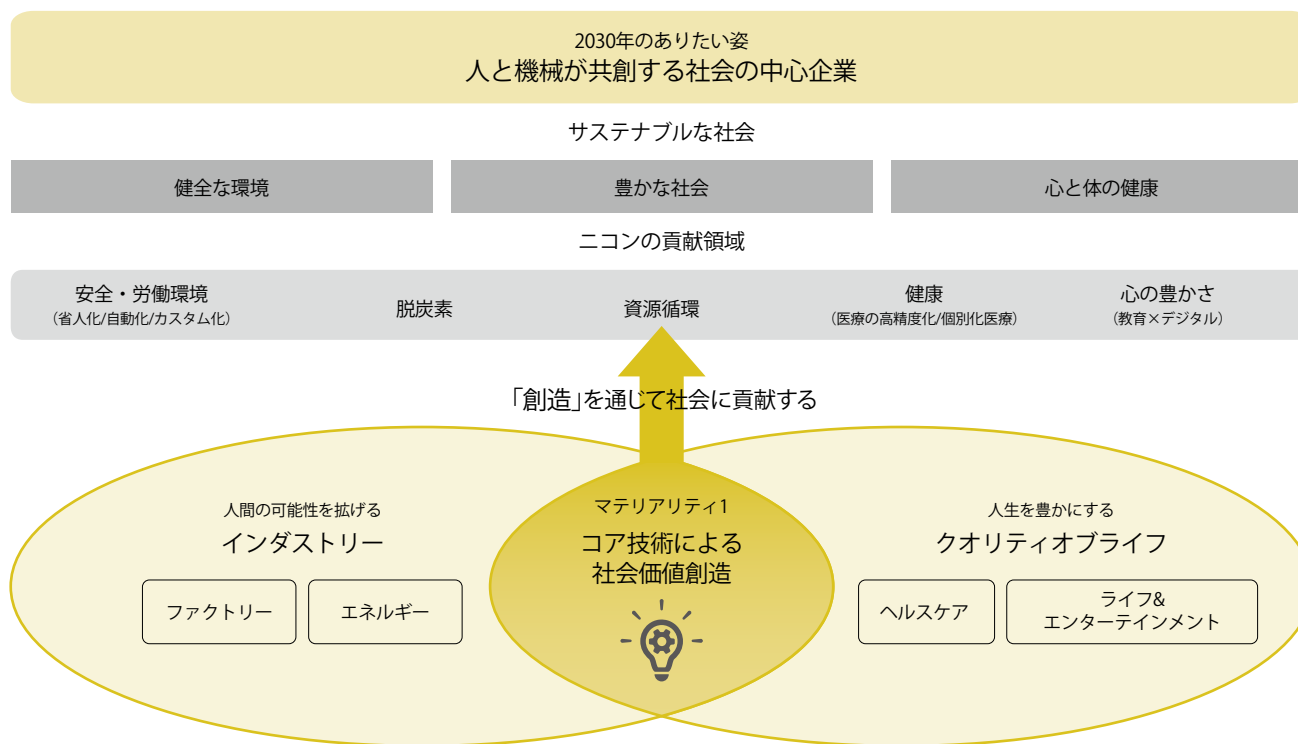 2030年のありたい姿
人と機械が共創する社会の中心企業
サステナブルな社会
健全な環境
豊かな社会
心と体の健康
ニコンの貢献領域
安全・労働環境
（省人化/自動化/カスタム化）
脱炭素
資源循環
健康
（医療の高精度化/個別化医療）
心の豊かさ
（教育×デジタル）
「創造」を通じて社会に貢献する
人間の可能性を拡げる
インダストリー
ファクトリー
エネルギー
マテリアリティ1
コア技術による
社会価値創造
人生を豊かにする
クオリティオブライフ
ヘルスケア
ライフ&
エンターテインメント